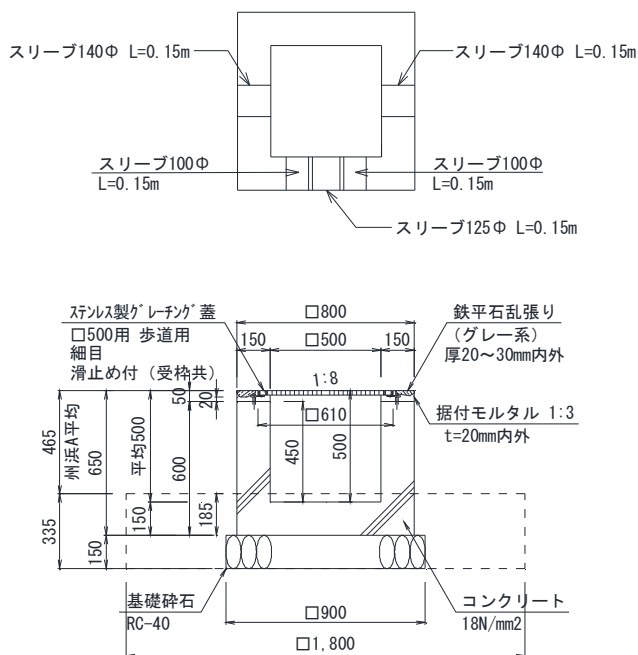 スリーブ140Φ L=0.15m
スリーブ140Φ L=0.15m
スリーブ100Φ
L=0.15m
スリーブ100Φ
L=0.15m
スリーブ125Φ L=0.15m
ｽﾃﾝﾚｽ製ｸﾞﾚｰﾁﾝｸﾞ蓋
□500用 歩道用
細目
滑止め付（受枠共）
□800
150
□500
150
鉄平石乱張り
（グレー系）
厚20～30mm内外
1:8
据付モルタル 1:3
t=20mm内外
465
州浜A平均
650
平均500
50
20
600
□610
450
500
335
150
150
185
基礎砕石
RC-40
□900
コンクリート
18N/mm2
□1,800